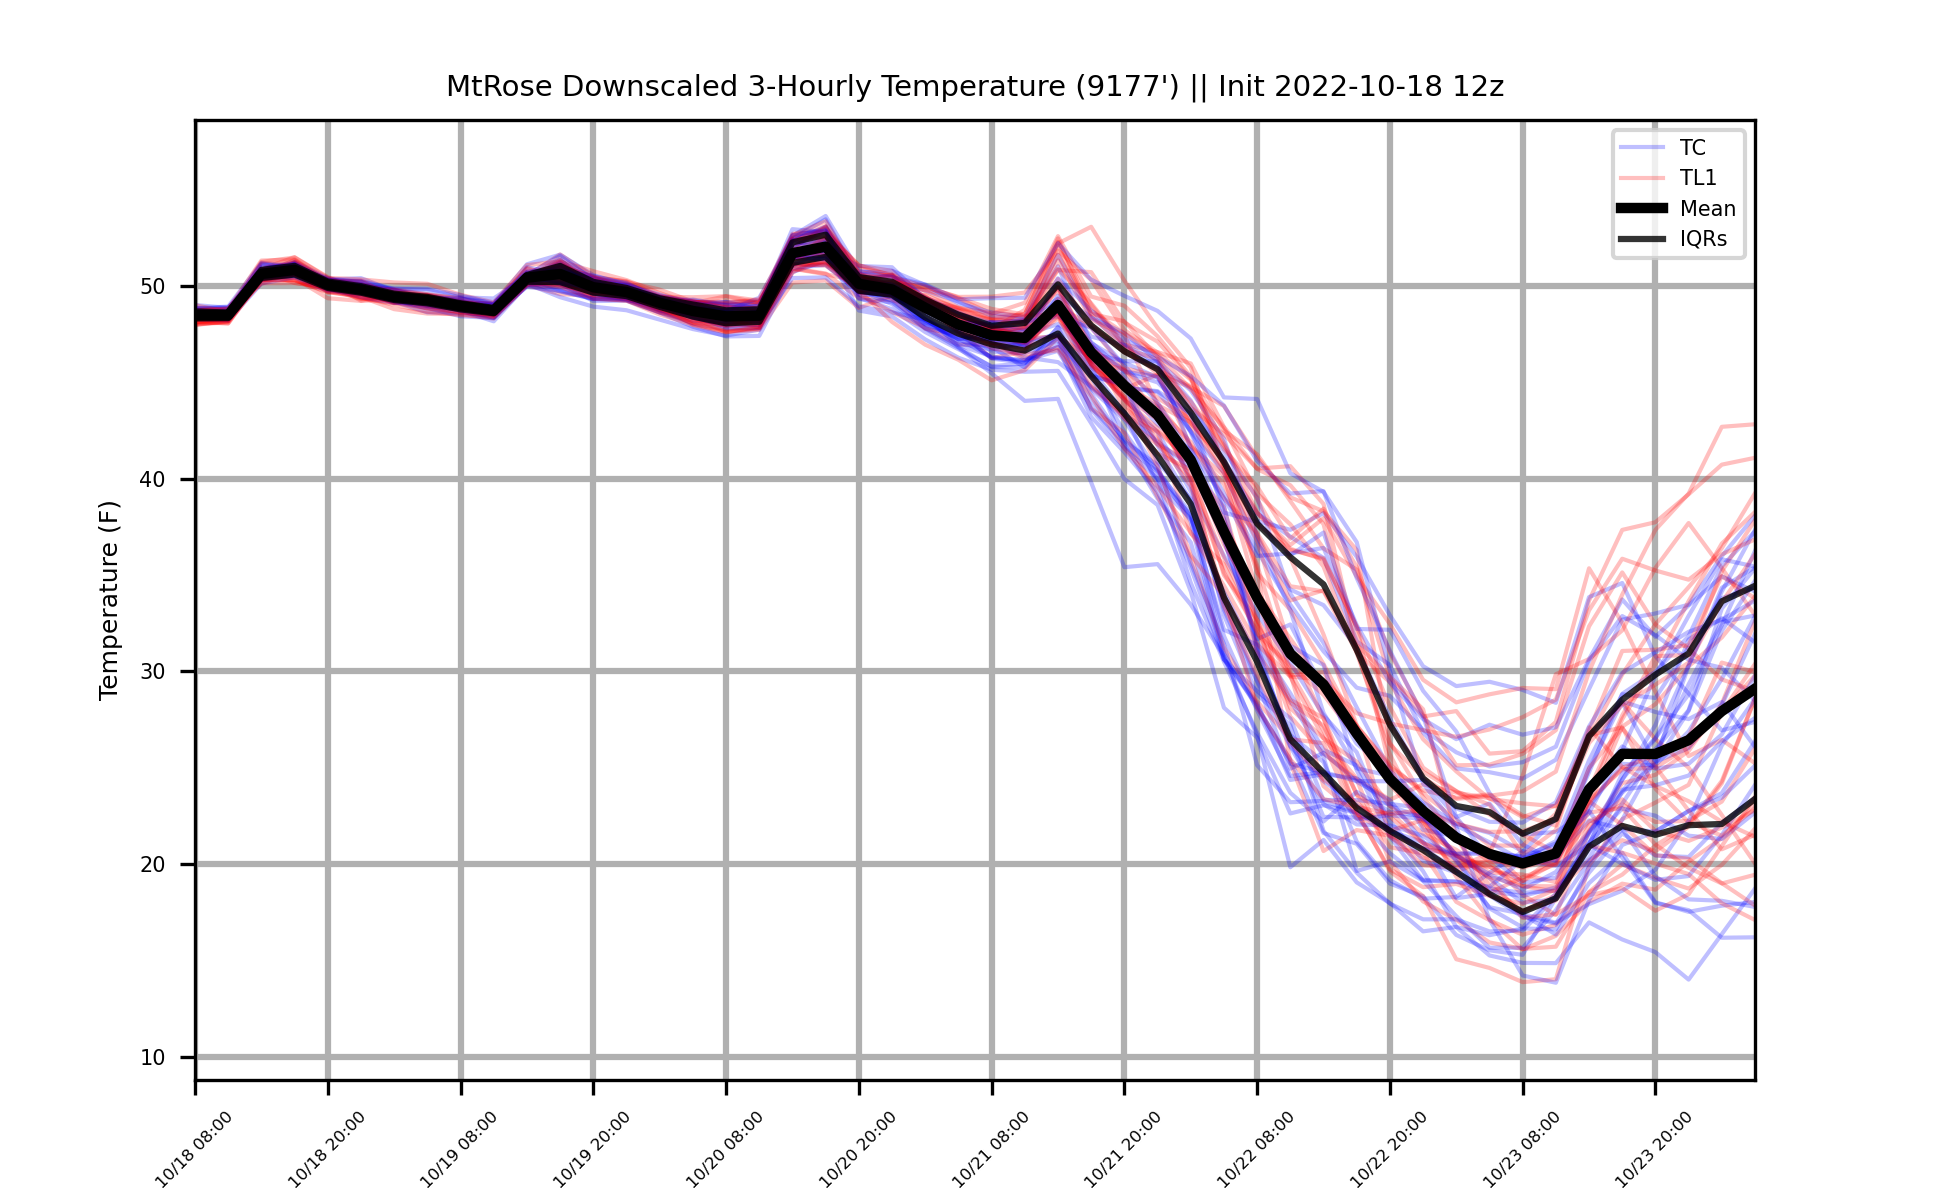 MtRose Downscaled 3-Hourly Temperature (9177') || Init 2022-10-18 12z
TC
TL1
Mean
IQRs
Temperature (F)
50
40
30
20
10
10/18 08:00
10/18 20:00
10/19 08:00
10/19 20:00
10/20 08:00
10/20 20:00
10/21 08:00
10/21 20:00
10/22 08:00
10/22 20:00
10/23 08:00
10/23 20:00